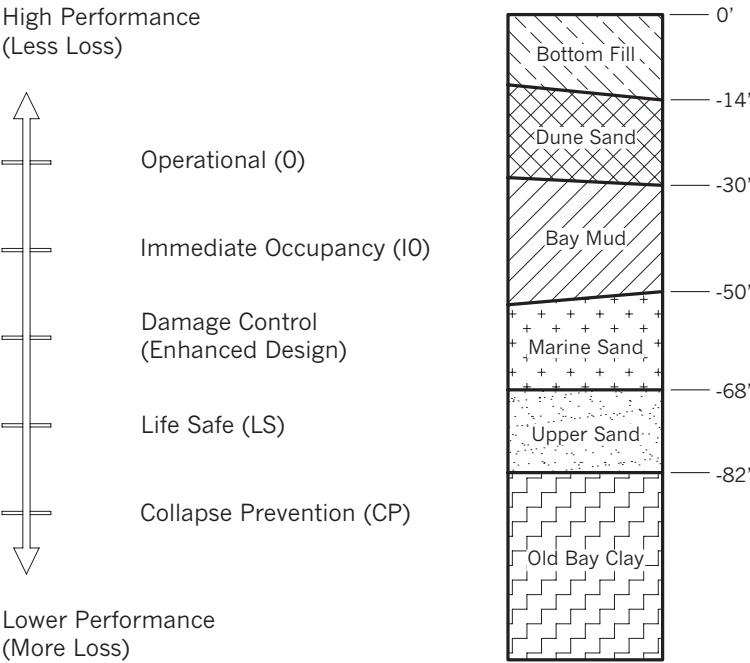 High Performance
(Less Loss)
Operational (0)
Immediate Occupancy (I0)
Damage Control
(Enhanced Design)
Life Safe (LS)
Collapse Prevention (CP)
Lower Performance
(More Loss)
0’
Bottom Fill
-14’
Dune Sand
-30’
Bay Mud
-50’
Marine Sand
-68’
Upper Sand
-82’
Old Bay Clay